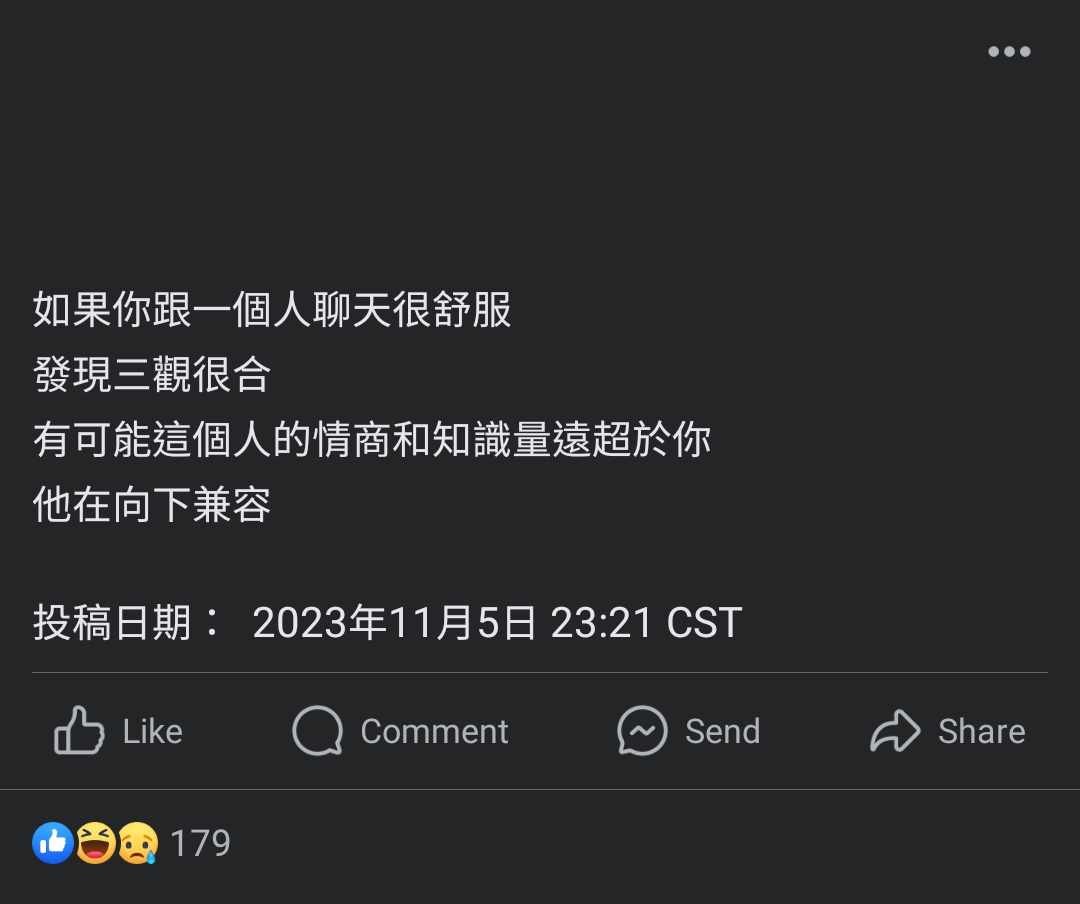 如果你跟一個人聊天很舒服
發現三觀很合
有可能這個人的情商和知識量遠超於你
他在向下兼容
投稿日期： 2023年11月5日 23:21 CST
Like Comment Send Share
179